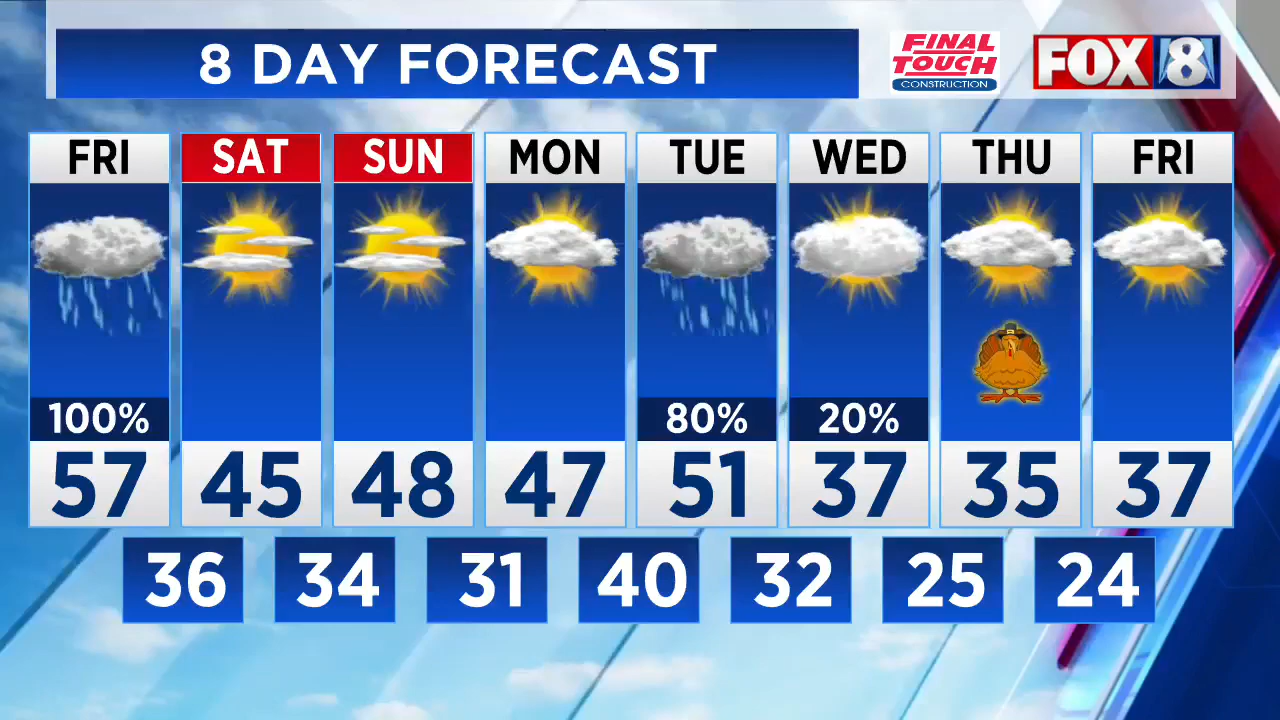 8 DAY FORECAST
FINAL
TOUCH
CONSTRUCTION
FOX 8
FRI SAT SUN MON TUE WED THU FRI
100% 80% 20%
57 45 48 47 51 37 35 37
36 34 31 40 32 25 24